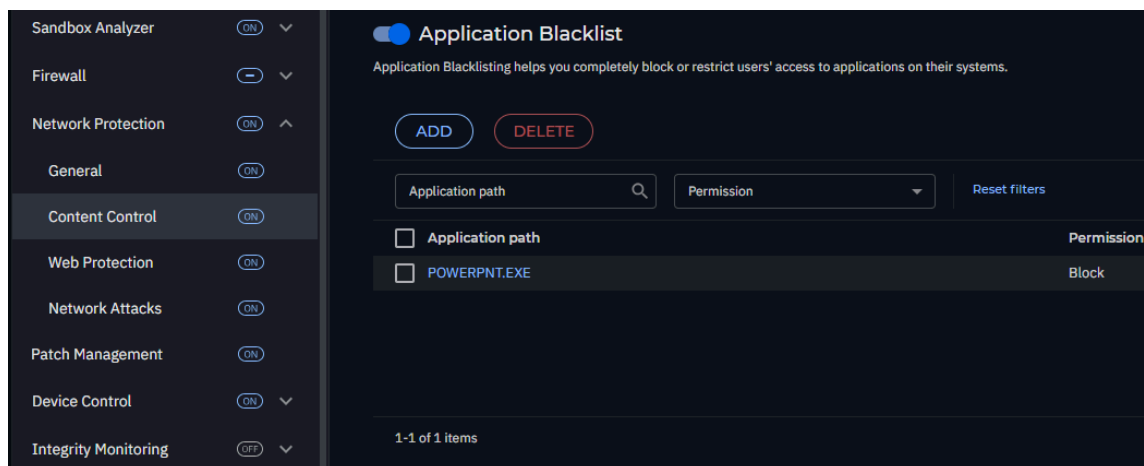 Sandbox Analyzer
ON
Firewall
Network Protection
ON
General
ON
Content Control
ON
Web Protection
ON
Network Attacks
ON
Patch Management
ON
Device Control
ON
Integrity Monitoring
OFF
Application Blacklist
Application Blacklisting helps you completely block or restrict users' access to applications on their systems.
ADD
DELETE
Application path
Permission
Reset filters
Application path
Permission
POWERPNT.EXE
Block
1-1 of 1 items